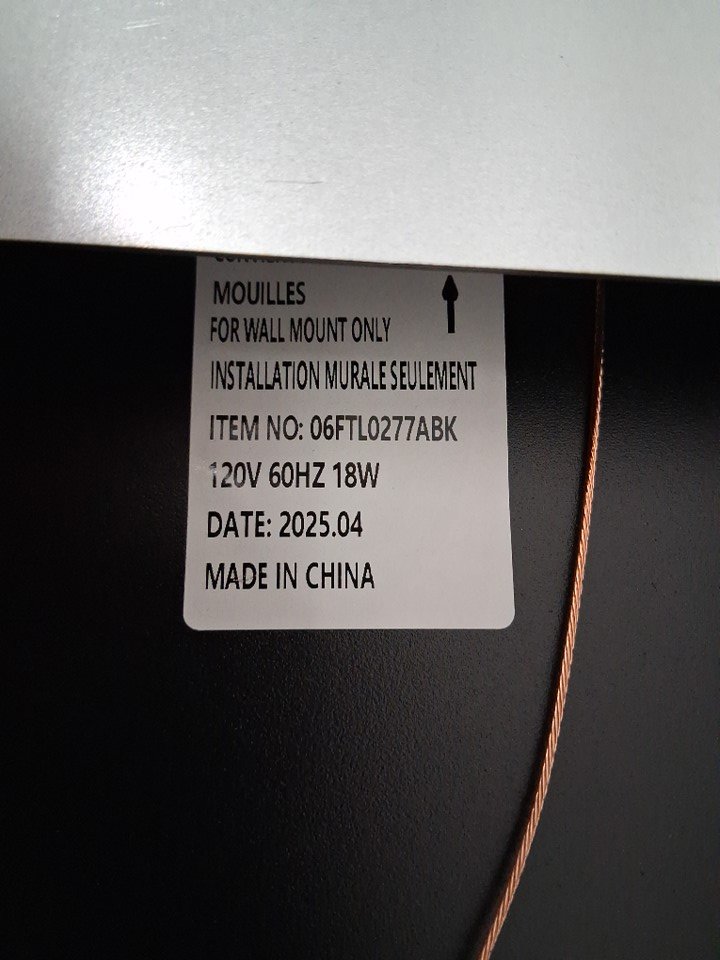 MOUILLES
FOR WALL MOUNT ONLY
INSTALLATION MURALE SEULEMENT
ITEM NO: 06FTL0277ABK
120V 60HZ 18W
DATE: 2025.04
MADE IN CHINA